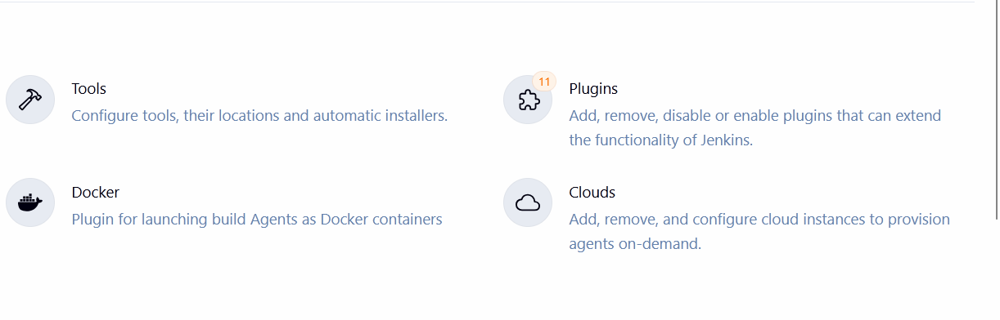 Tools
Configure tools, their locations and automatic installers.
11
Plugins
Add, remove, disable or enable plugins that can extend
the functionality of Jenkins.
Docker
Plugin for launching build Agents as Docker containers
Clouds
Add, remove, and configure cloud instances to provision
agents on-demand.